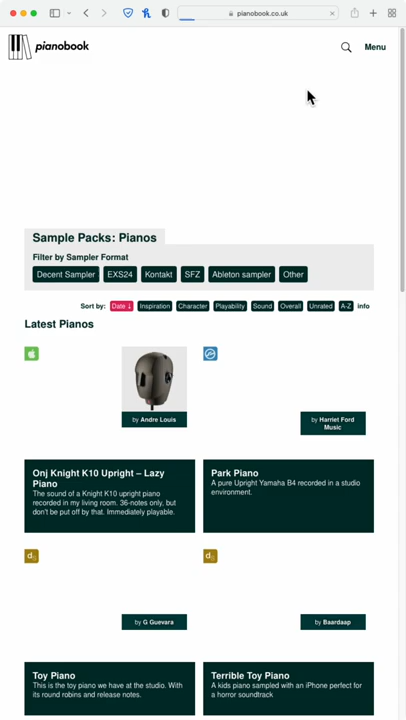 pianobook.co.uk
pianobook
Menu
Sample Packs: Pianos
Filter by Sampler Format
Decent Sampler
EXS24
Kontakt
SFZ
Ableton sampler
Other
Sort by:
Date ↓
Inspiration
Character
Playability
Sound
Overall
Unrated
A-Z
info
Latest Pianos
by Andre Louis
by Harriet Ford
Music
Onj Knight K10 Upright – Lazy
Piano
The sound of a Knight K10 upright piano
recorded in my living room. 36-notes only, but
don't be put off by that. Immediately playable.
Park Piano
A pure Upright Yamaha B4 recorded in a studio
environment.
d
d
by G Guevara
by Baardaap
Toy Piano
This is the toy piano we have at the studio. With
its round robins and release notes.
Terrible Toy Piano
A kids piano sampled with an iPhone perfect for
a horror soundtrack